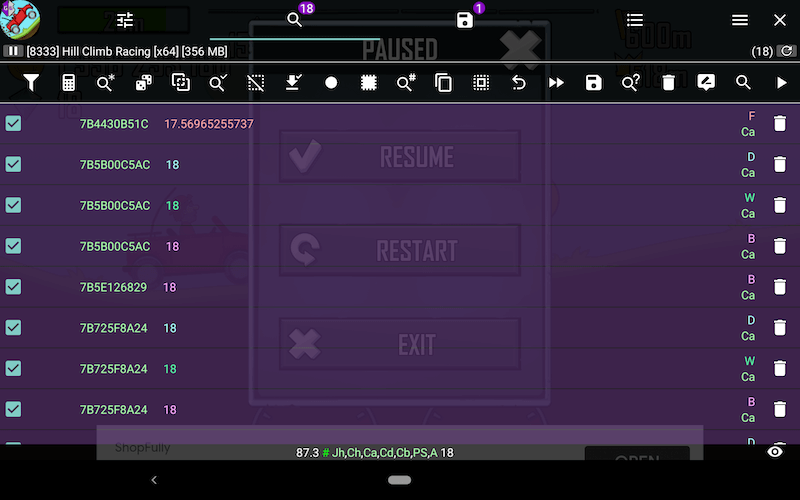 18
1
[8333] Hill Climb Racing [x64] [356 MB]
(18)
PAUSED
600m
7B4430B51C 17.56965255737 F
Ca
7B5B00C5AC 18 D
Ca
7B5B00C5AC 18 W
Ca
7B5B00C5AC 18 B
Ca
7B5E126829 18 B
Ca
7B725F8A24 18 D
Ca
7B725F8A24 18 W
Ca
7B725F8A24 18 B
Ca
D
RESUME
RESTART
EXIT
ShopFully
OPEN
87.3 # Jh,Ch,Ca,Cd,Cb,PS,A 18